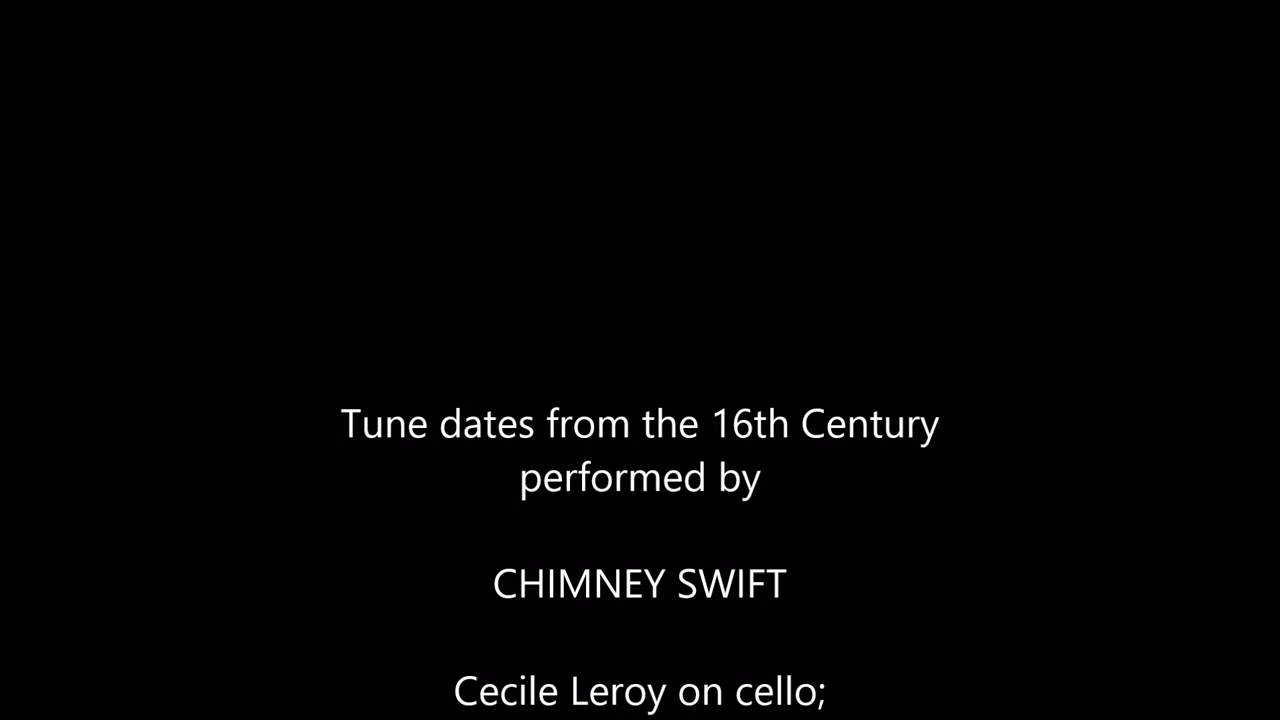 Tune dates from the 16th Century
performed by
CHIMNEY SWIFT
Cecile Leroy on cello;